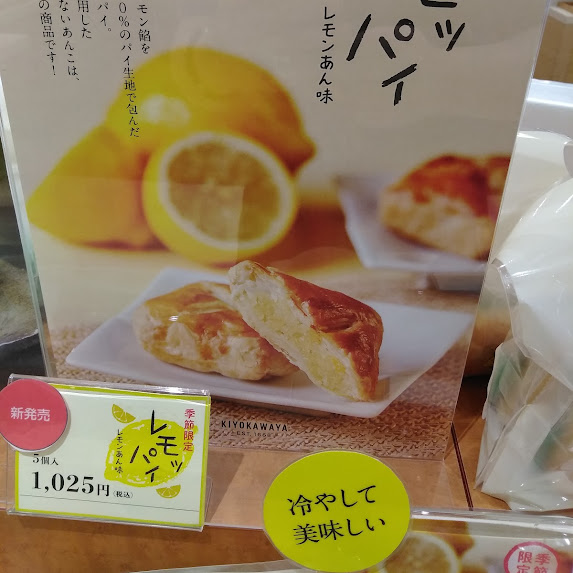 モン餡を
0%のパイ生地で包んだ
パイ。
用した
ないあんこは、
の商品です!
モッ
パイ
レモンあん味
KIYOKAWAYA
新発売
季節限定
レモッ
パイ
レモンあん味
5個入
1,025円(税込)
冷やして
美味しい
季節
限定